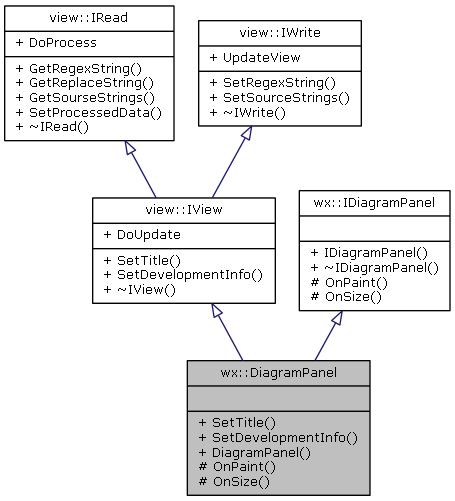 view::IRead
+ DoProcess
+ GetRegexString()
+ GetReplaceString()
+ GetSourseStrings()
+ SetProcessedData()
+ ~IRead()
view::IWrite
+ UpdateView
+ SetRegexString()
+ SetSourceStrings()
+ ~IWrite()
view::IView
+ DoUpdate
+ SetTitle()
+ SetDevelopmentInfo()
+ ~IView()
wx::IDiagramPanel
+ IDiagramPanel()
+ ~IDiagramPanel()
# OnPaint()
# OnSize()
wx::DiagramPanel
+ SetTitle()
+ SetDevelopmentInfo()
+ DiagramPanel()
# OnPaint()
# OnSize()